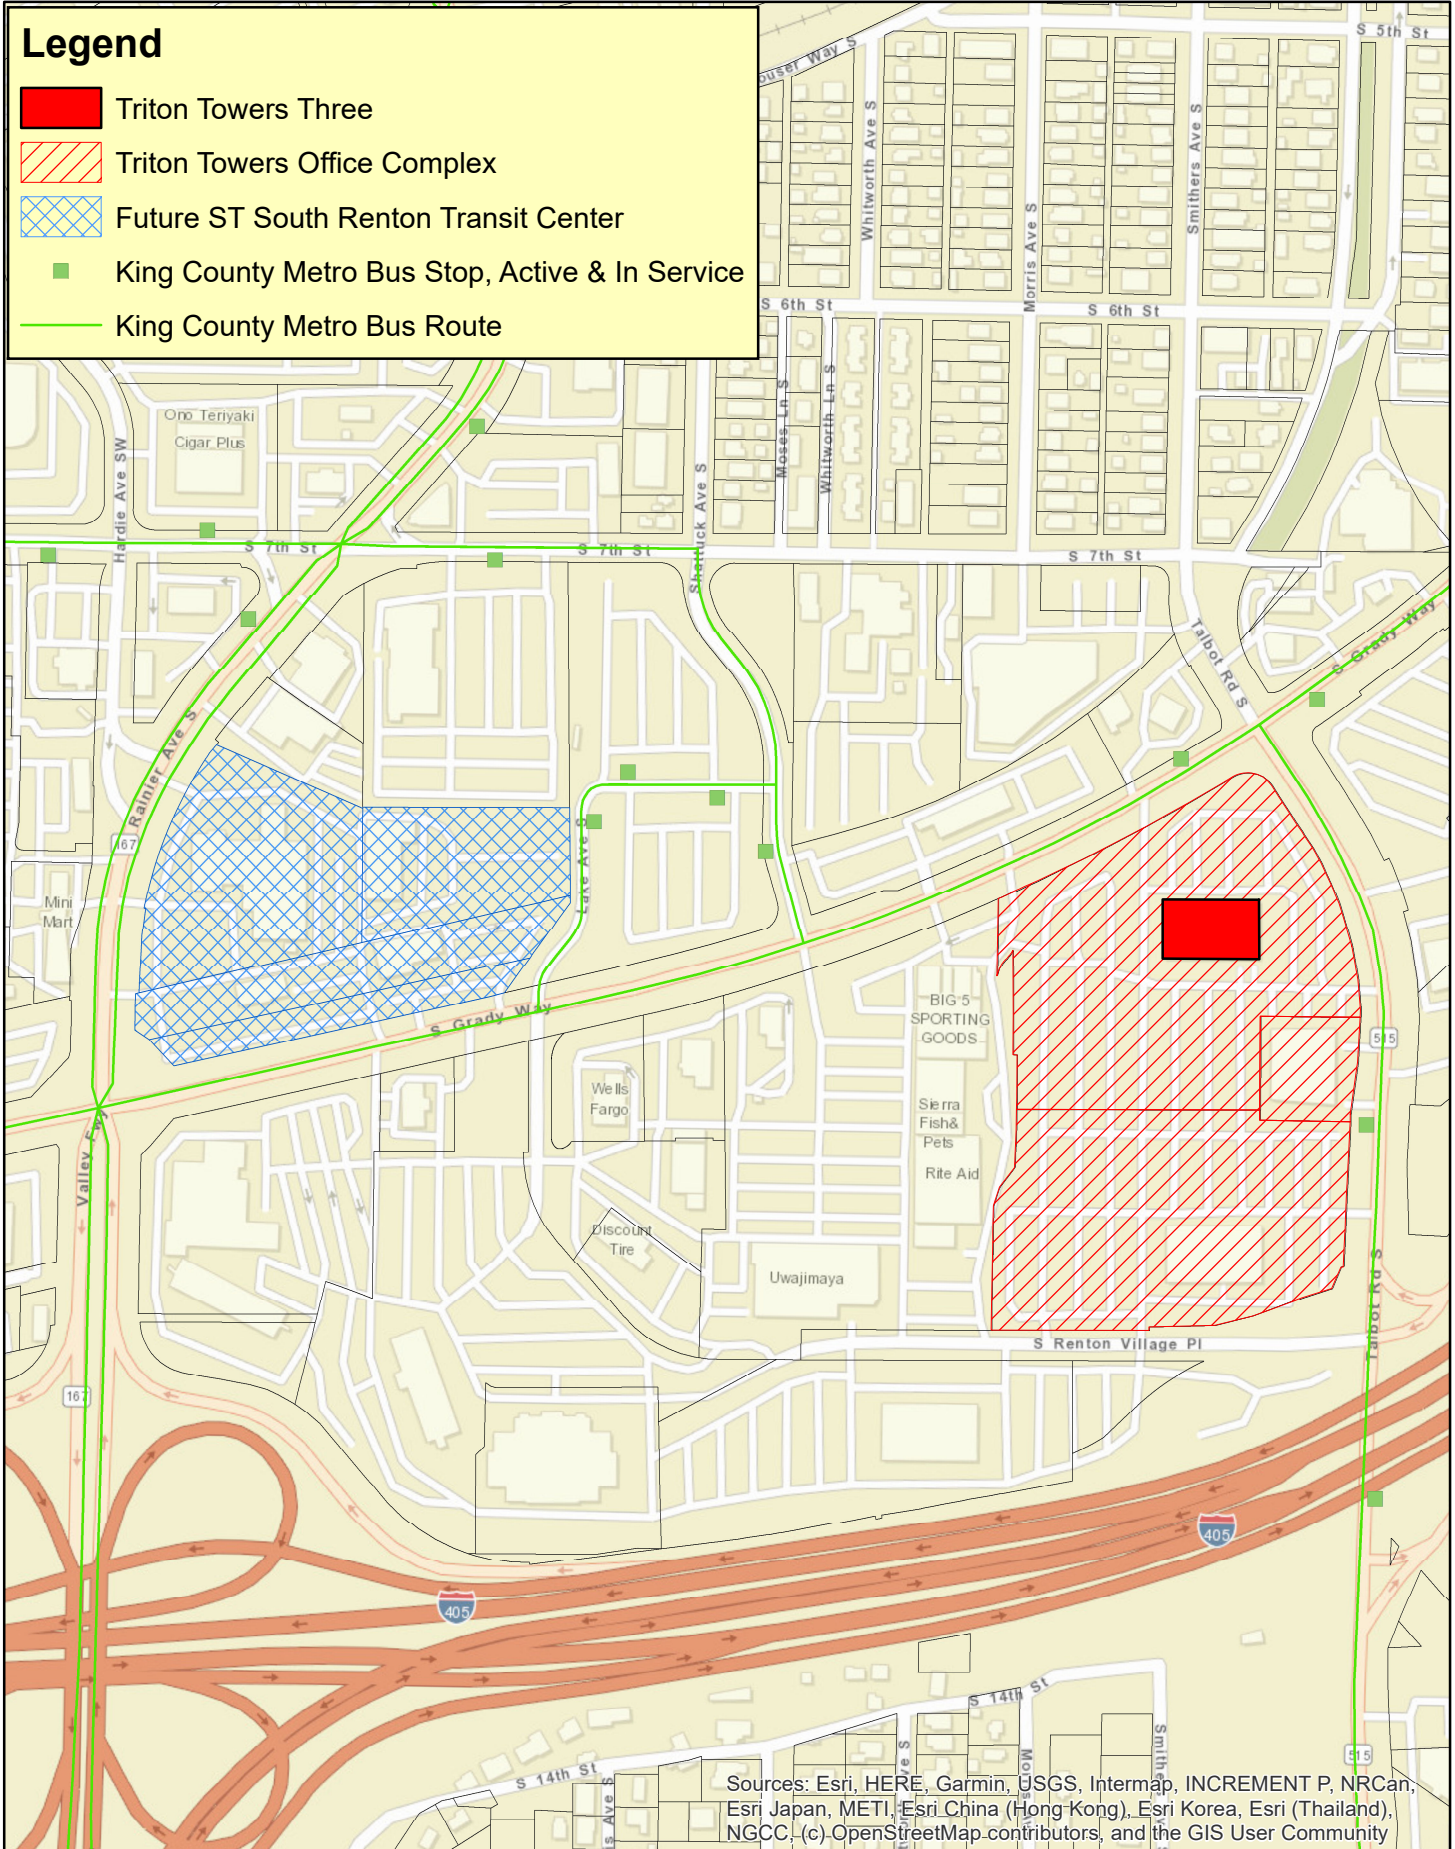 Legend
Triton Towers Three
Triton Towers Office Complex
Future ST South Renton Transit Center
King County Metro Bus Stop, Active & In Service
King County Metro Bus Route
S 5th St
ouser Way S
Whitworth Ave S
Smithers Ave S
Morris Ave S
S 6th St
S 6th St
Ono Teriyaki
Cigar Plus
Hardie Ave SW
Moses Ln S
Whitworth Ln S
Shattuck Ave S
S 7th St
S 7th St
S 7th St
Talbot Rd S
S Grady Way
Rainier Ave S
167
Mini
Mart
Lake Ave S
S Grady Way
BIG 5
SPORTING
GOODS
515
Wells
Fargo
Sierra
Fish&
Pets
Rite Aid
Valley Fwy
Discount
Tire
Uwajimaya
Talbot Rd S
S Renton Village Pl
167
405
405
S 14th St
S 14th St
515
Sources: Esri, HERE, Garmin, USGS, Intermap, INCREMENT P, NRCan,
Esri Japan, METI, Esri China (Hong Kong), Esri Korea, Esri (Thailand),
NGCC, (c) OpenStreetMap contributors, and the GIS User Community